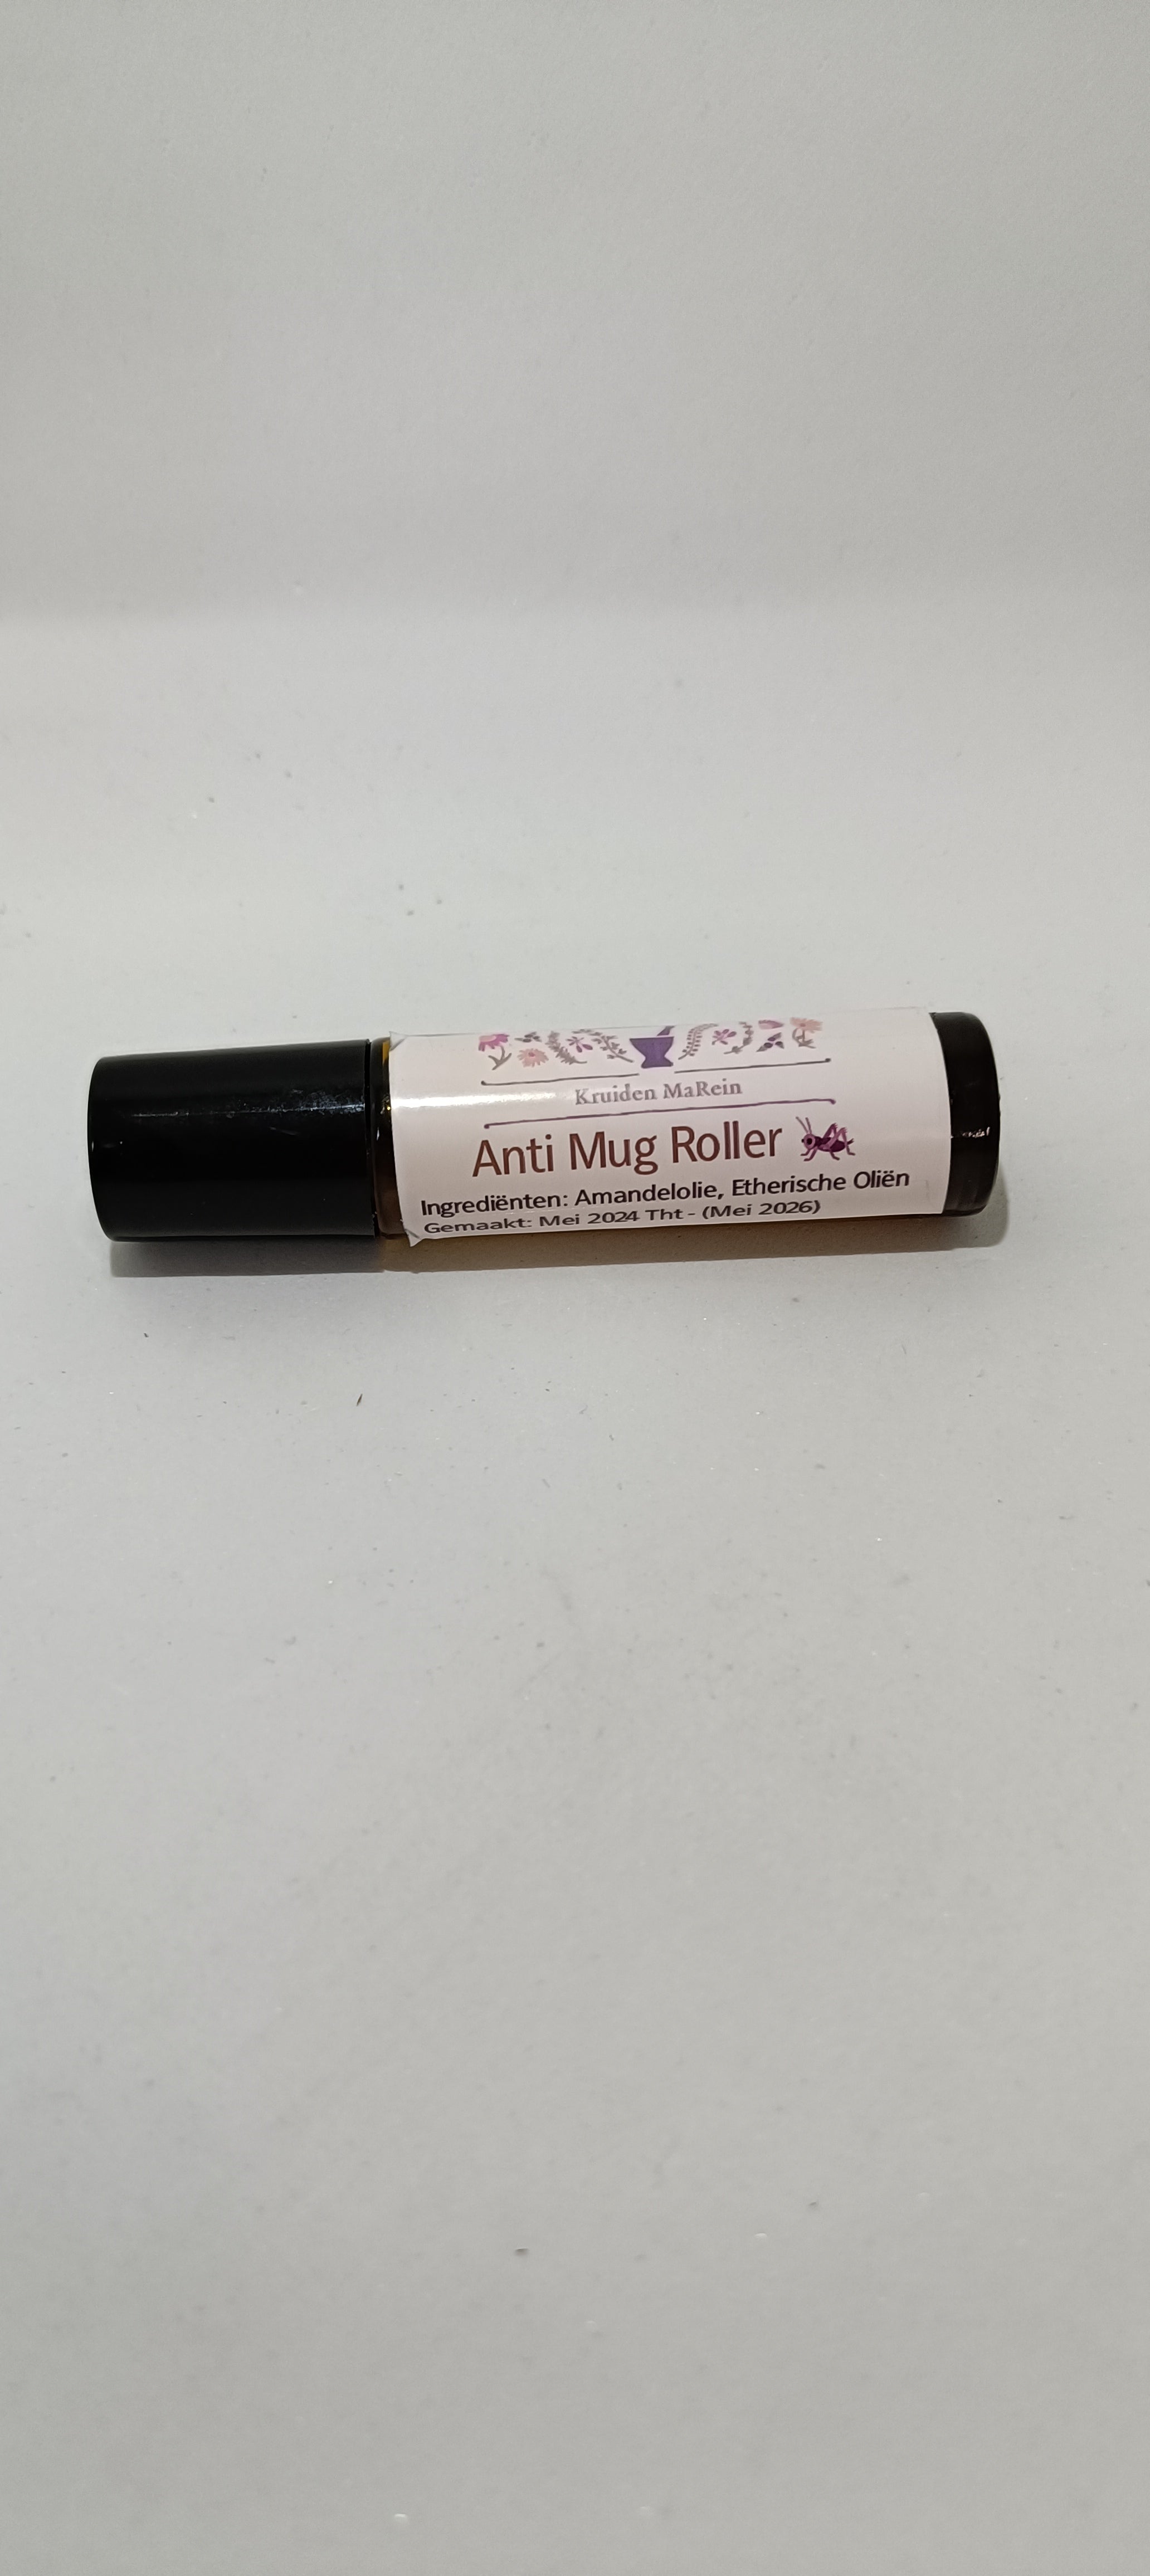 Kruiden MaRein
Anti Mug Roller
Ingrediënten: Amandelolie, Etherische Oliën
Gemaakt: Mei 2024 Tht - (Mei 2026)